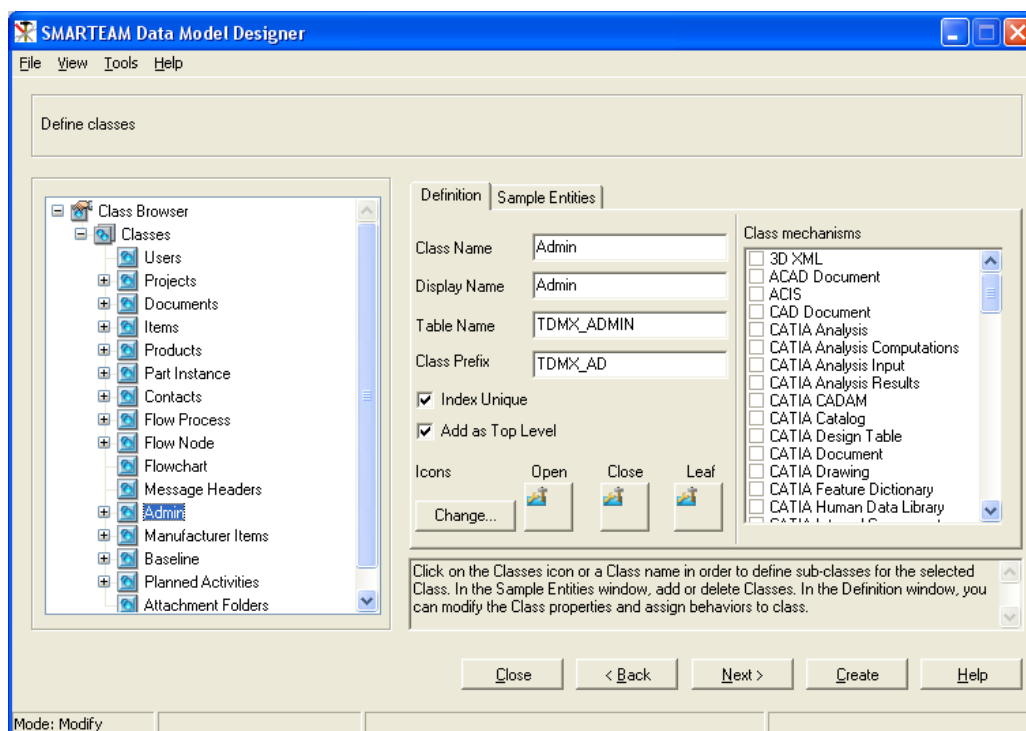 SMARTEAM Data Model Designer
File View Tools Help
Define classes
Class Browser
Classes
Users
Projects
Documents
Items
Products
Part Instance
Contacts
Flow Process
Flow Node
Flowchart
Message Headers
Admin
Manufacturer Items
Baseline
Planned Activities
Attachment Folders
Definition Sample Entities
Class Name Admin
Display Name Admin
Table Name TDMX_ADMIN
Class Prefix TDMX_AD
Index Unique
Add as Top Level
Icons Open Close Leaf
Change...
Class mechanisms
3D XML
ACAD Document
ACIS
CAD Document
CATIA Analysis
CATIA Analysis Computations
CATIA Analysis Input
CATIA Analysis Results
CATIA CADAM
CATIA Catalog
CATIA Design Table
CATIA Document
CATIA Drawing
CATIA Feature Dictionary
CATIA Human Data Library
Click on the Classes icon or a Class name in order to define sub-classes for the selected
Class. In the Sample Entities window, add or delete Classes. In the Definition window, you
can modify the Class properties and assign behaviors to class.
Close < Back Next > Create Help
Mode: Modify